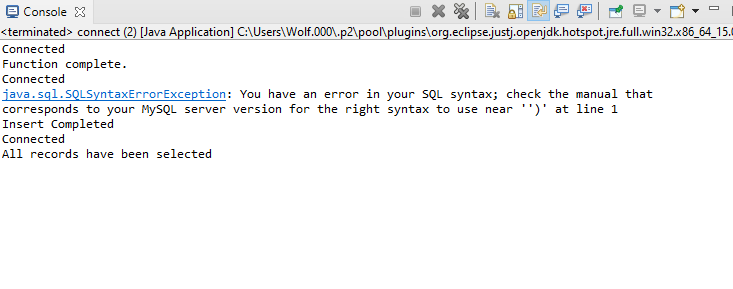 Console
<terminated> connect (2) [Java Application] C:\Users\Wolf.000\.p2\pool\plugins\org.eclipse.justj.openjdk.hotspot.jre.full.win32.x86_64_15.0
Connected
Function complete.
Connected
java.sql.SQLSyntaxErrorException: You have an error in your SQL syntax; check the manual that
corresponds to your MySQL server version for the right syntax to use near '')' at line 1
Insert Completed
Connected
All records have been selected